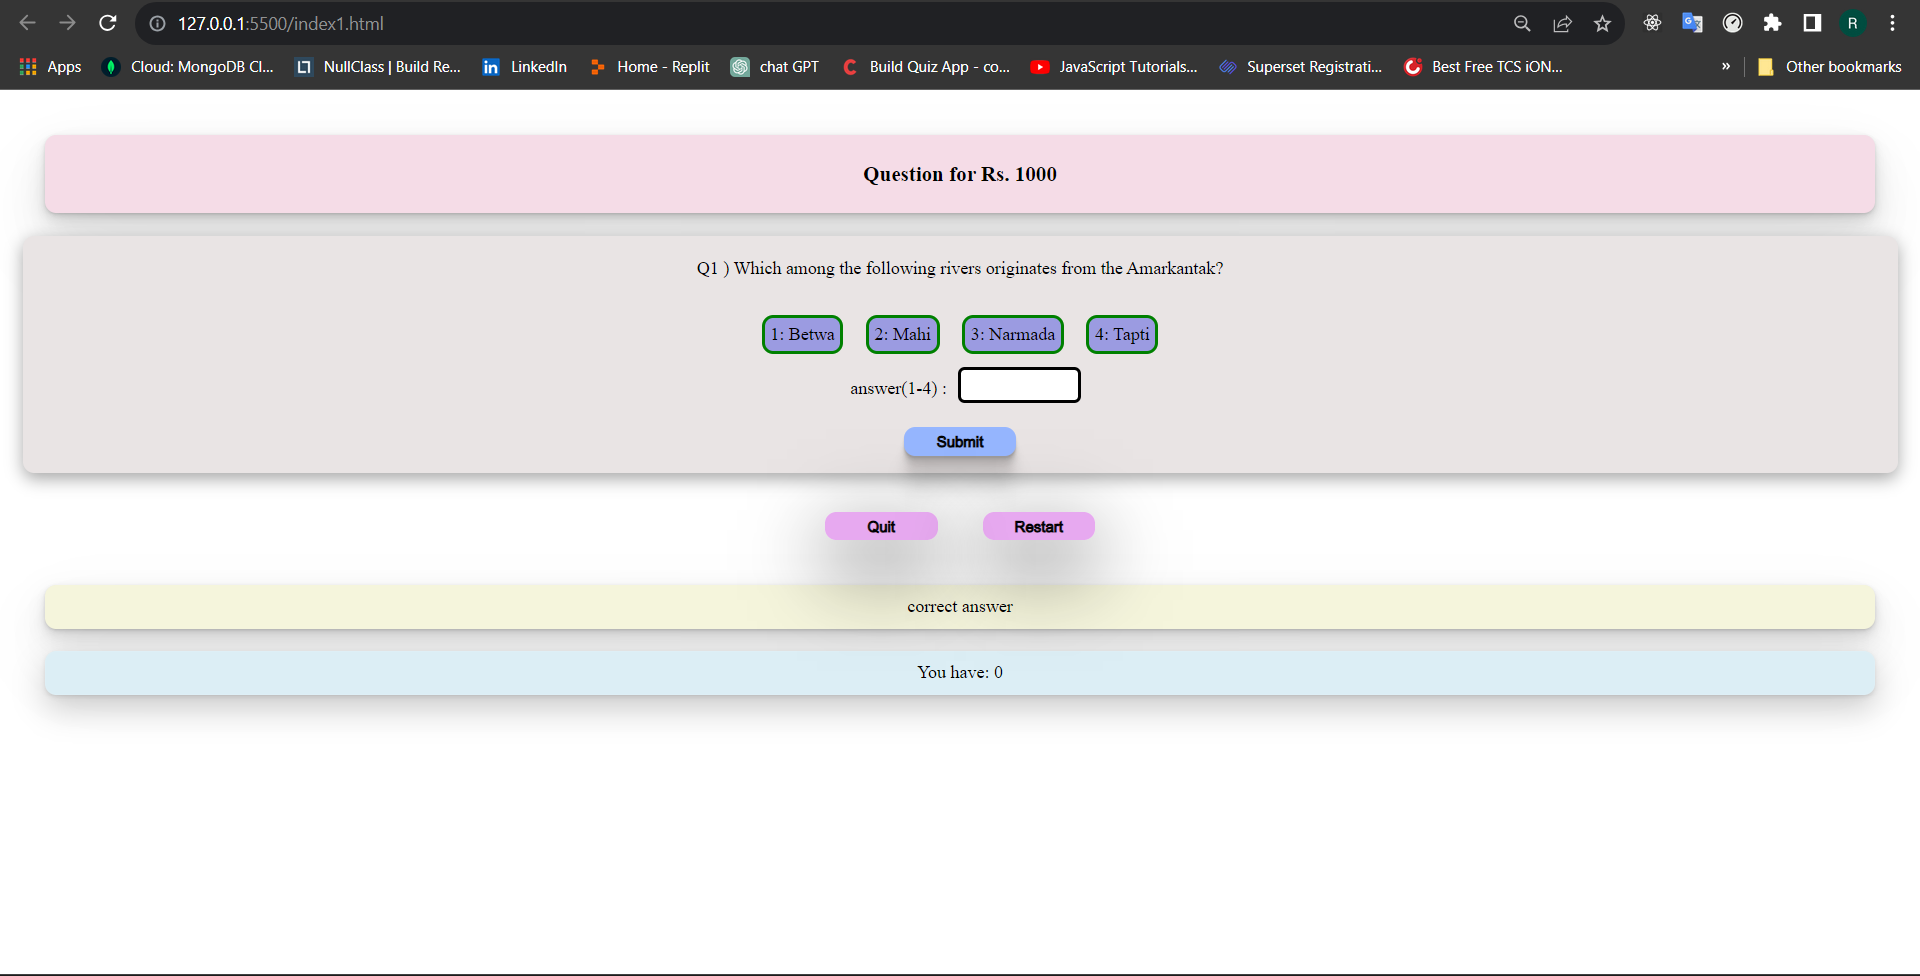 127.0.0.1:5500/index1.html
R
Apps
Cloud: MongoDB Cl...
NullClass | Build Re...
in LinkedIn
Home - Replit
chat GPT
Build Quiz App - co...
JavaScript Tutorials...
Superset Registrati...
Best Free TCS iON...
»
Other bookmarks
Question for Rs. 1000
Q1 ) Which among the following rivers originates from the Amarkantak?
1: Betwa 2: Mahi 3: Narmada 4: Tapti
answer(1-4) :
Submit
Quit Restart
correct answer
You have: 0